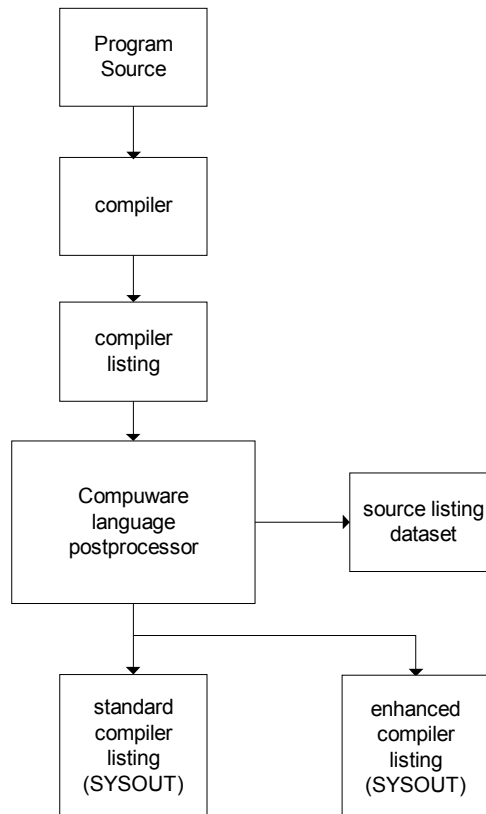 Program
Source
compiler
compiler
listing
Compuware
language
postprocessor
source listing
dataset
standard
compiler
listing
(SYSOUT)
enhanced
compiler
listing
(SYSOUT)